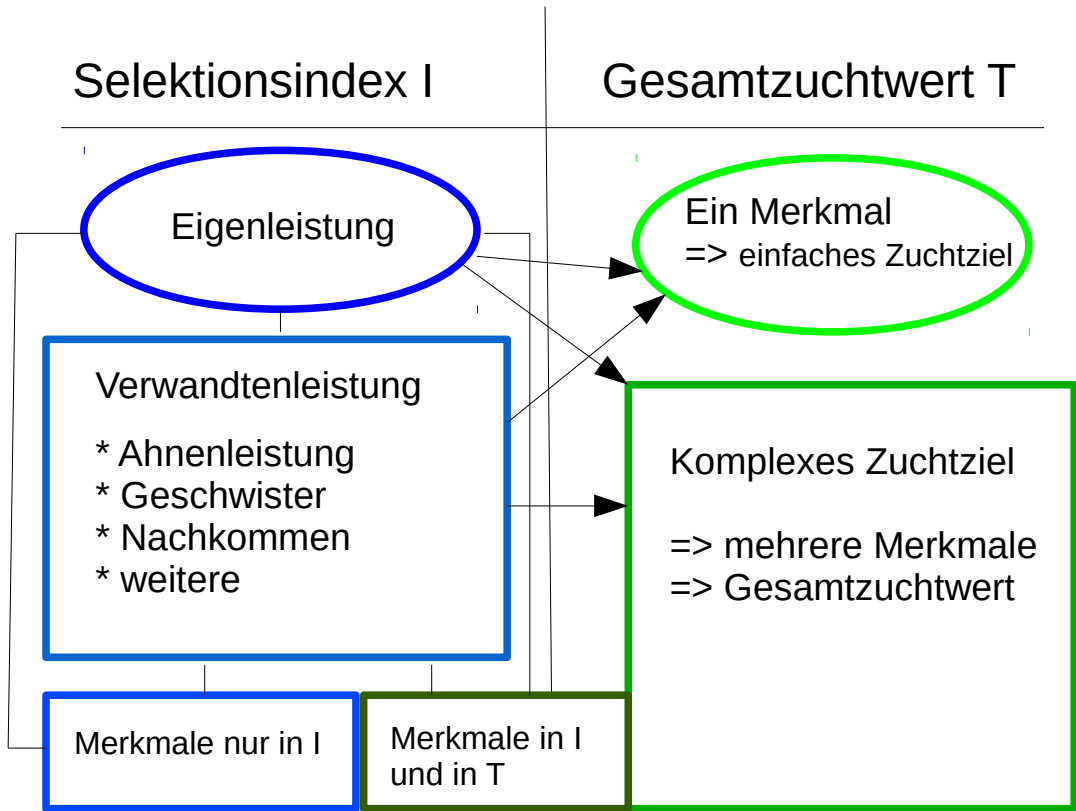 Selektionsindex I
Gesamtzuchtwert T
Eigenleistung
Ein Merkmal
=> einfaches Zuchtziel
Verwandtenleistung
* Ahnenleistung
* Geschwister
* Nachkommen
* weitere
Komplexes Zuchtziel
=> mehrere Merkmale
=> Gesamtzuchtwert
Merkmale nur in I
Merkmale in I
und in T